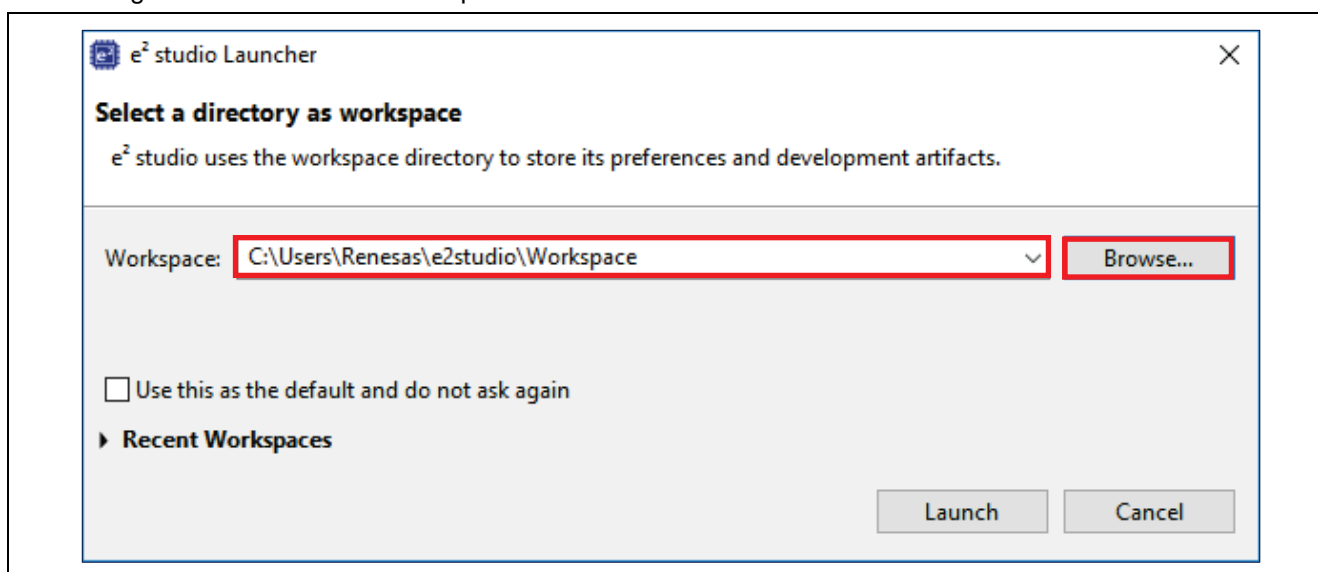 e² studio Launcher
Select a directory as workspace
e² studio uses the workspace directory to store its preferences and development artifacts.
Workspace: C:\Users\Renesas\e2studio\Workspace Browse...
Use this as the default and do not ask again
Recent Workspaces
Launch Cancel